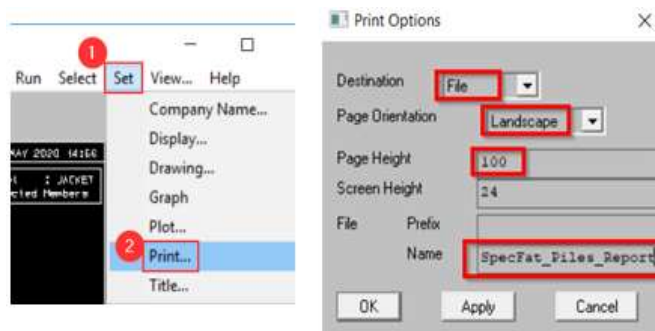 1
Run Select Set View... Help
Company Name...
Display...
MAY 2020 14:56
Drawing...
: JACKET
cted Members
Graph
Plot...
2
Print...
Title...
Print Options
Destination File
Page Orientation Landscape
Page Height 100
Screen Height 24
File Prefix
Name SpecFat_Piles_Report
OK Apply Cancel